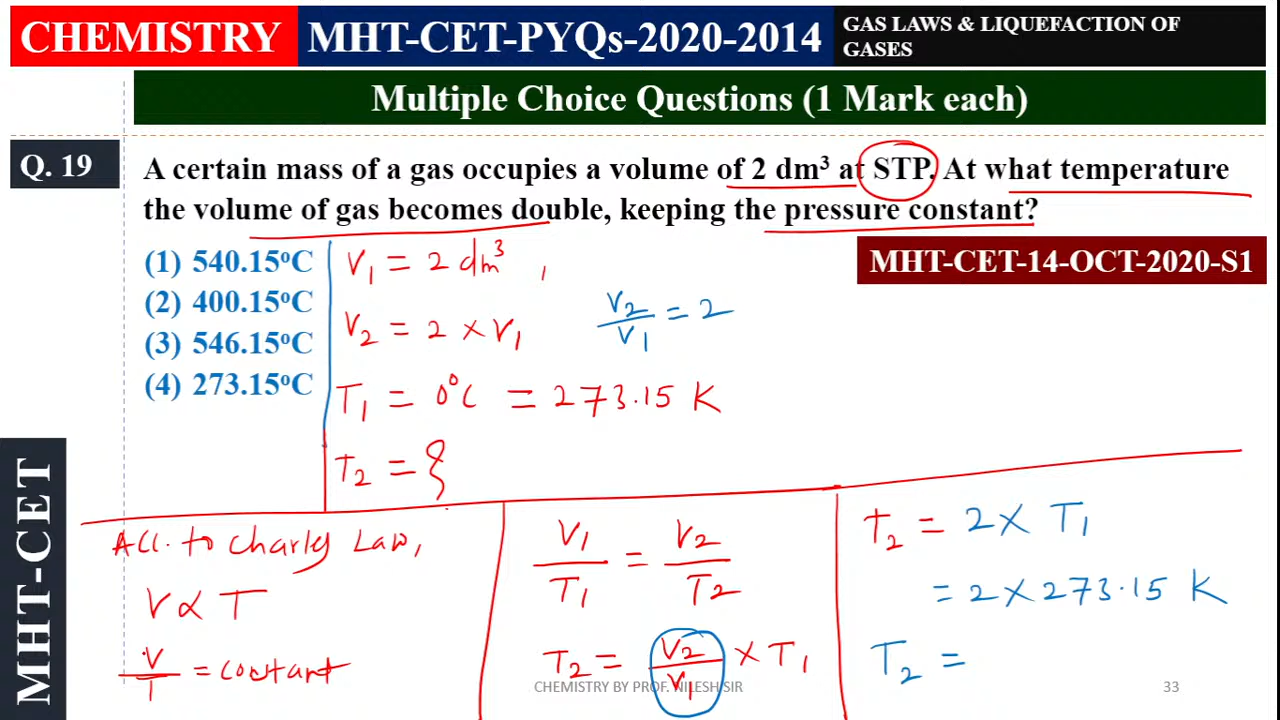 CHEMISTRY
MHT-CET-PYQs-2020-2014
GAS LAWS & LIQUEFACTION OF
GASES
Multiple Choice Questions (1 Mark each)
Q. 19
A certain mass of a gas occupies a volume of 2 dm³ at STP. At what temperature
the volume of gas becomes double, keeping the pressure constant?
(1) 540.15°C
(2) 400.15°C
(3) 546.15°C
(4) 273.15°C
MHT-CET-14-OCT-2020-S1
V₁ = 2 dm³ ,
V₂ = 2 × V₁
V₂/V₁ = 2
T₁ = 0°C = 273.15 K
T₂ = {
Acc. to Charly Law,
V ∝ T
V/T = constant
V₁/T₁ = V₂/T₂
T₂ = V₂/V₁ × T₁
T₂ = 2 × T₁
= 2 × 273.15 K
T₂ =
MHT-CET
CHEMISTRY BY PROF. NILESH SIR
33